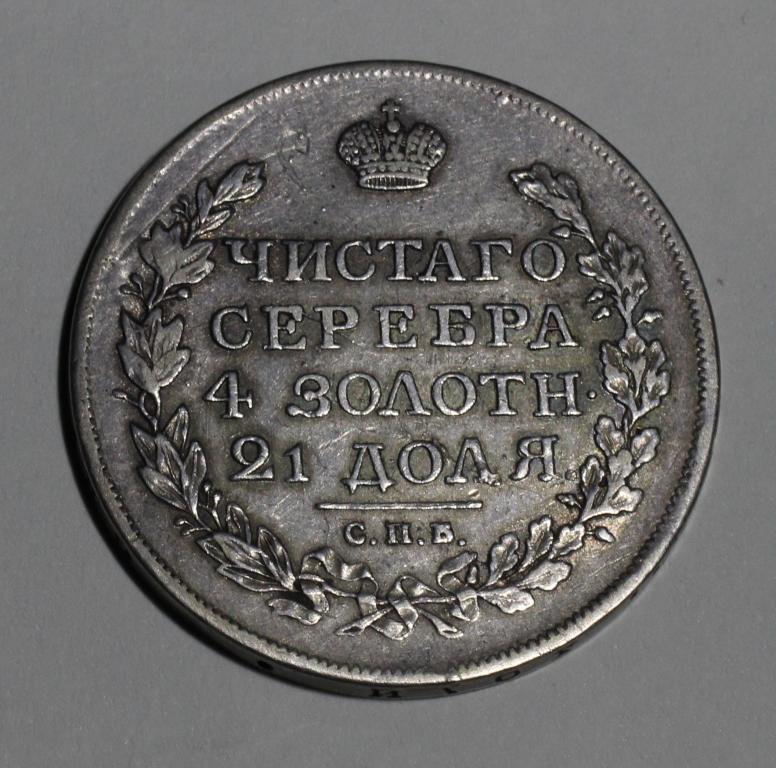 ЧИСТАГО
СЕРЕБРА
4 ЗОЛОТН·
21 ДОЛЯ.
С.П:Б.